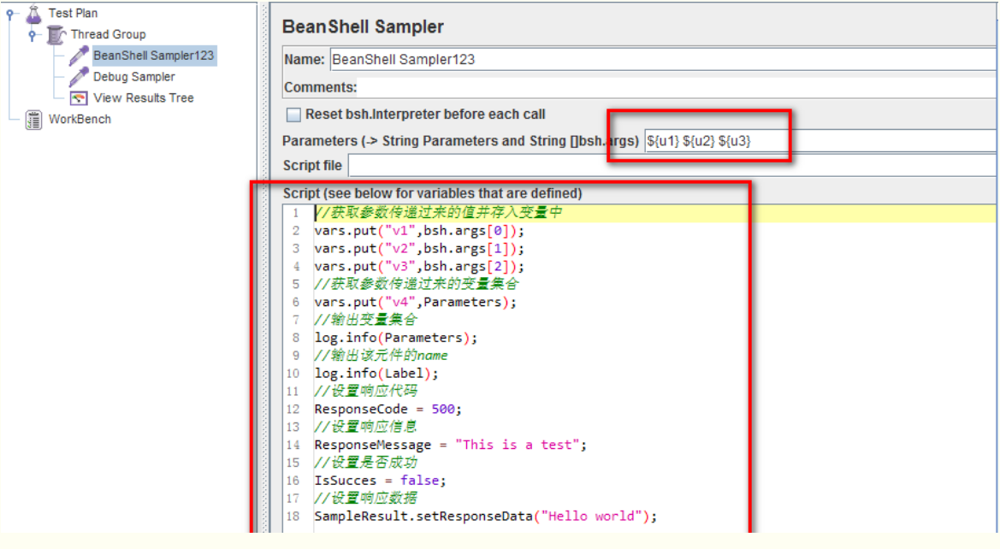 Test Plan
Thread Group
BeanShell Sampler123
Debug Sampler
View Results Tree
WorkBench
BeanShell Sampler
Name: BeanShell Sampler123
Comments:
Reset bsh.Interpreter before each call
Parameters (-> String Parameters and String []bsh.args) ${u1} ${u2} ${u3}
Script file
Script (see below for variables that are defined)
1 //获取参数传递过来的值并存入变量中
2 vars.put("v1",bsh.args[0]);
3 vars.put("v2",bsh.args[1]);
4 vars.put("v3",bsh.args[2]);
5 //获取参数传递过来的变量集合
6 vars.put("v4",Parameters);
7 //输出变量集合
8 log.info(Parameters);
9 //输出该元件的name
10 log.info(Label);
11 //设置响应代码
12 ResponseCode = 500;
13 //设置响应信息
14 ResponseMessage = "This is a test";
15 //设置是否成功
16 IsSucces = false;
17 //设置响应数据
18 SampleResult.setResponseData("Hello world");